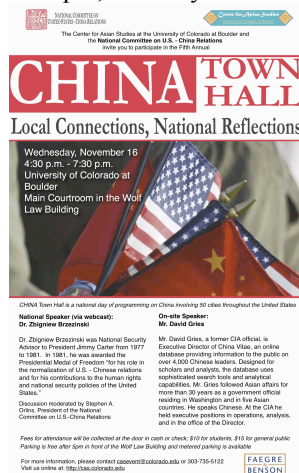 NATIONAL COMMITTEE ON
UNITED STATES - CHINA RELATIONS
Center for Asian Studies
The Center for Asian Studies at the University of Colorado at Boulder and
the National Committee on U.S. - China Relations
invite you to participate in the Fifth Annual
CHINA TOWN
HALL
Local Connections, National Reflections
Wednesday, November 16
4:30 p.m. - 7:30 p.m.
University of Colorado at
Boulder
Main Courtroom in the Wolf
Law Building
CHINA Town Hall is a national day of programming on China involving 50 cities throughout the United States
National Speaker (via webcast):
Dr. Zbigniew Brzezinski
Dr. Zbigniew Brzezinski was National Security
Advisor to President Jimmy Carter from 1977
to 1981. In 1981, he was awarded the
Presidential Medal of Freedom "for his role in
the normalization of U.S. - Chinese relations
and for his contributions to the human rights
and national security policies of the United
States."
Discussion moderated by Stephen A.
Orlins, President of the National
Committee on U.S.-China Relations
On-site Speaker:
Mr. David Gries
Mr. David Gries, a former CIA official, is
Executive Director of China Vitae, an online
database providing information to the public on
over 4,000 Chinese leaders. Designed for
scholars and analysts, the database uses
sophisticated search tools and analytical
capabilities. Mr. Gries followed Asian affairs for
more than 30 years as a government official
residing in Washington and in five Asian
countries. He speaks Chinese. At the CIA he
held executive positions in operations, analysis,
and in the office of the Director.
Fees for attendance will be collected at the door in cash or check; $10 for students, $15 for general public
Parking is free after 5pm in front of the Wolf Law Building and metered parking is available
For more information, please contact casevent@colorado.edu or 303-735-5122
Visit us online at: http://cas.colorado.edu
FAEGRE
BENSON